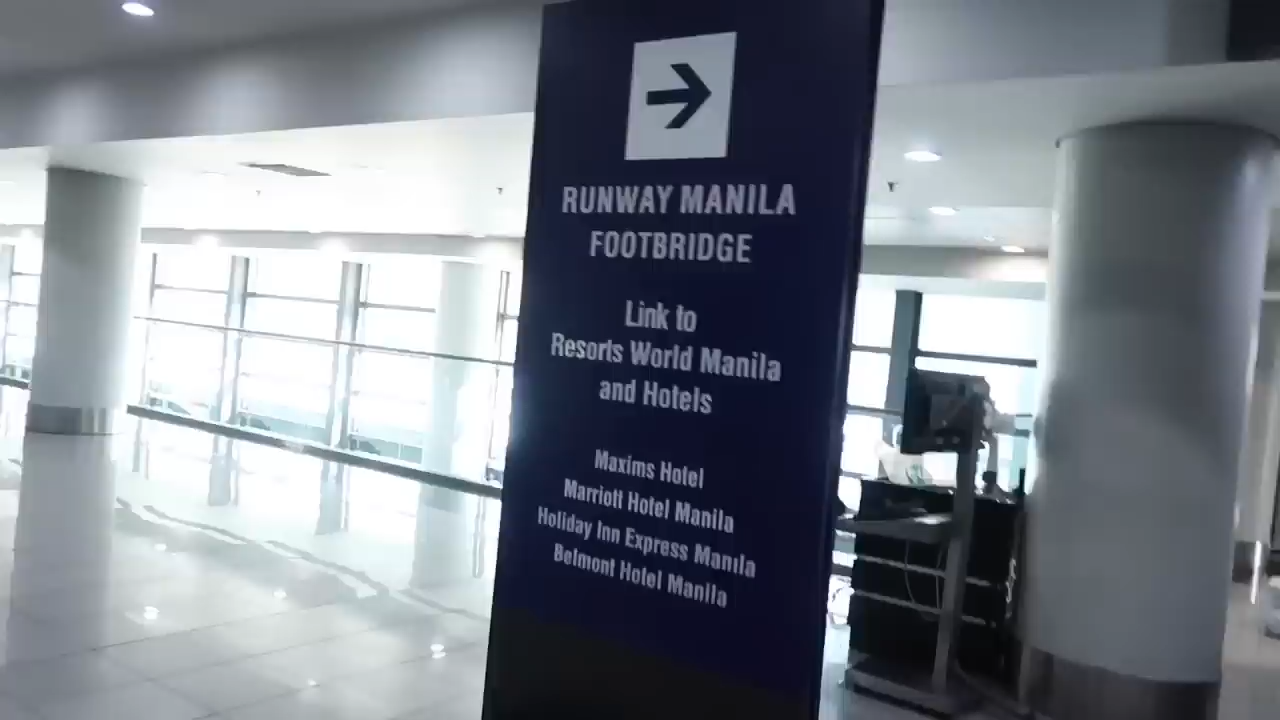 RUNWAY MANILA
FOOTBRIDGE
Link to
Resorts World Manila
and Hotels
Maxims Hotel
Marriott Hotel Manila
Holiday Inn Express Manila
Belmont Hotel Manila